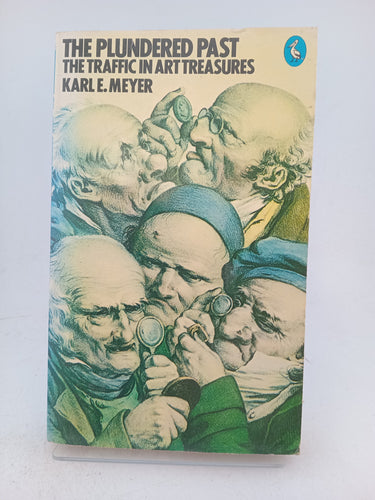 THE PLUNDERED PAST
THE TRAFFIC IN ART TREASURES
KARL E. MEYER